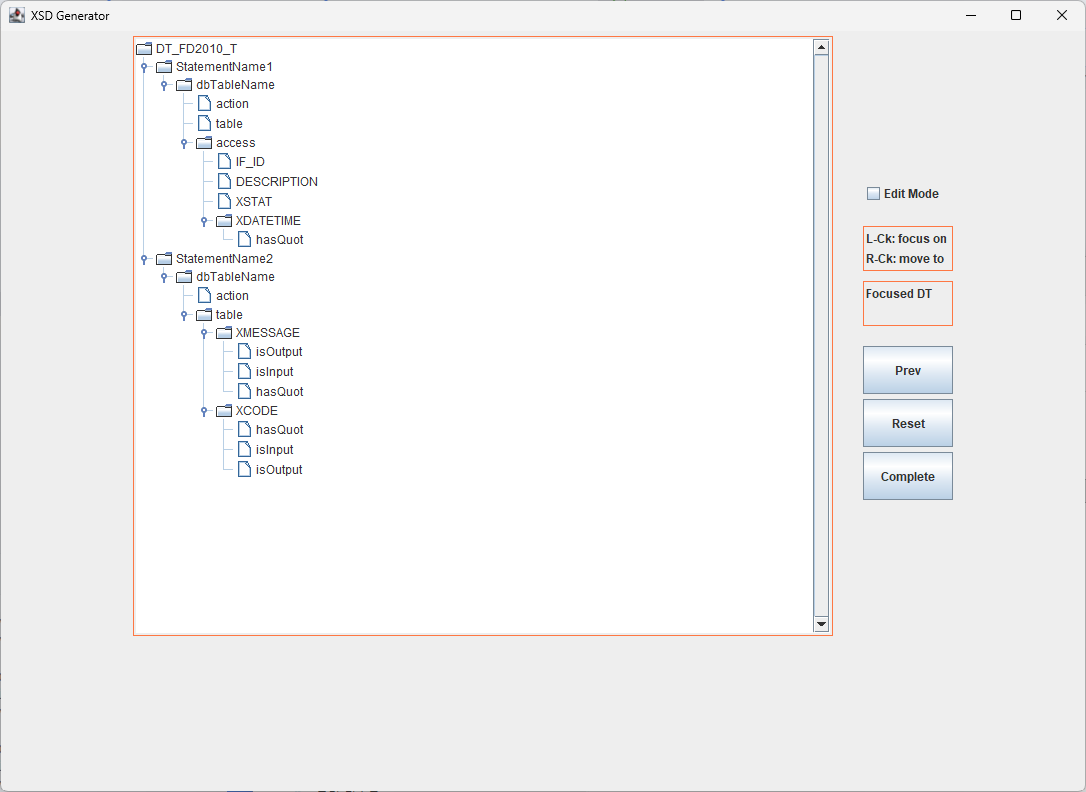 XSD Generator
DT_FD2010_T
StatementName1
dbTableName
action
table
access
IF_ID
DESCRIPTION
XSTAT
XDATETIME
hasQuot
StatementName2
dbTableName
action
table
XMESSAGE
isOutput
isInput
hasQuot
XCODE
hasQuot
isInput
isOutput
Edit Mode
L-Ck: focus on
R-Ck: move to
Focused DT
Prev
Reset
Complete